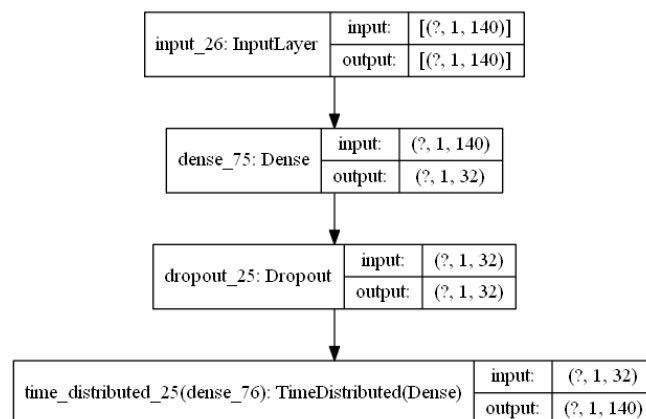 input_26: InputLayer
input: [(?, 1, 140)]
output: [(?, 1, 140)]
dense_75: Dense
input: (?, 1, 140)
output: (?, 1, 32)
dropout_25: Dropout
input: (?, 1, 32)
output: (?, 1, 32)
time_distributed_25(dense_76): TimeDistributed(Dense)
input: (?, 1, 32)
output: (?, 1, 140)